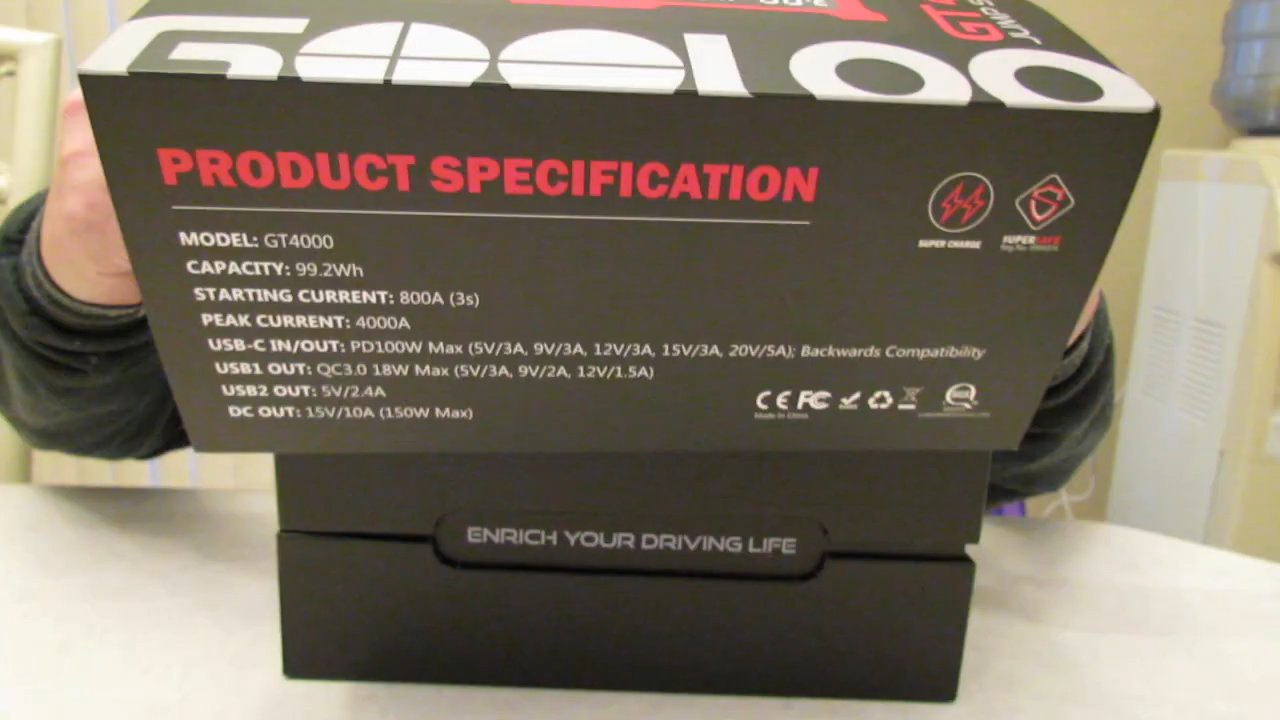 GOOLOO
PRODUCT SPECIFICATION
MODEL: GT4000
CAPACITY: 99.2Wh
STARTING CURRENT: 800A (3s)
PEAK CURRENT: 4000A
USB-C IN/OUT: PD100W Max (5V/3A, 9V/3A, 12V/3A, 15V/3A, 20V/5A); Backwards Compatibility
USB1 OUT: QC3.0 18W Max (5V/3A, 9V/2A, 12V/1.5A)
USB2 OUT: 5V/2.4A
DC OUT: 15V/10A (150W Max)
SUPER CHARGE
SUPERSAFE
CE FC
Made in China
ENRICH YOUR DRIVING LIFE